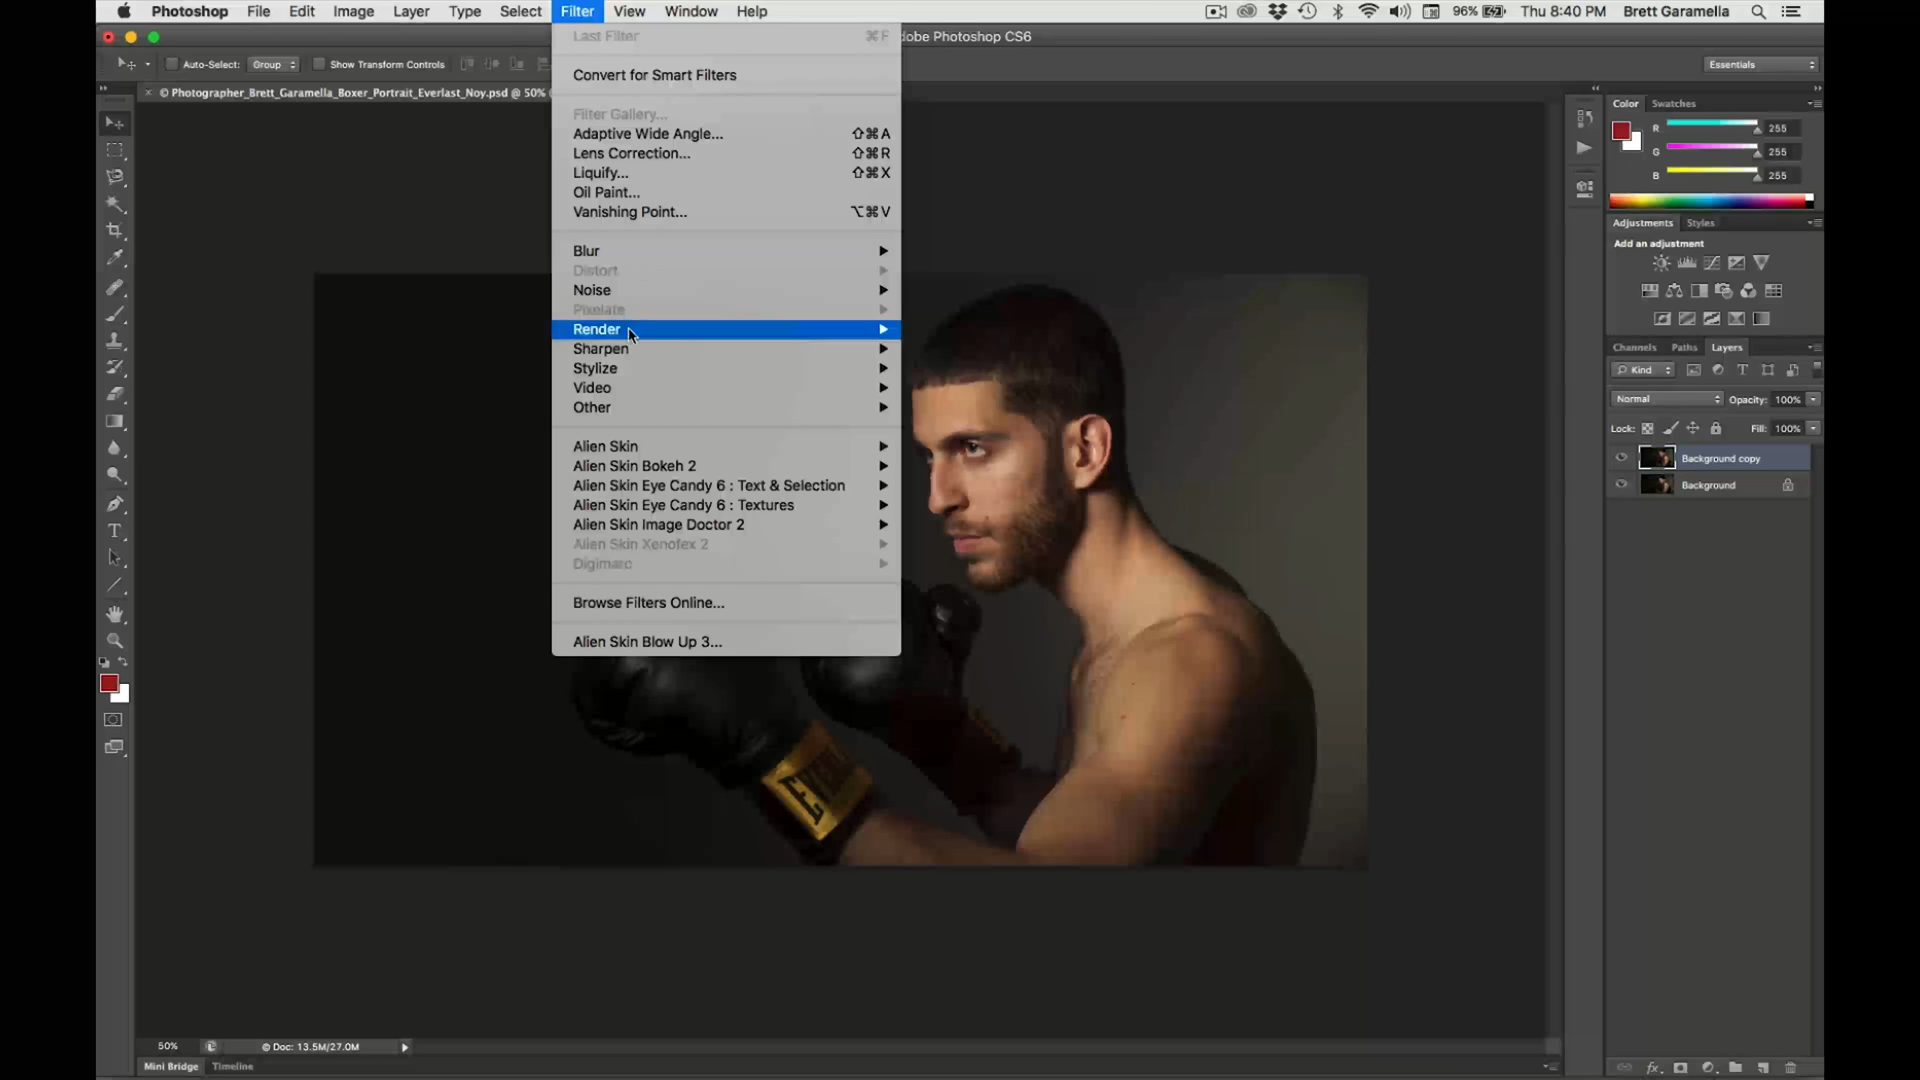 Photoshop File Edit Image Layer Type Select Filter View Window Help 96% Thu 8:40 PM Brett Garamella
Last Filter ⌘F
dobe Photoshop CS6
Auto-Select: Group Show Transform Controls
Essentials
Convert for Smart Filters
© Photographer_Brett_Garamella_Boxer_Portrait_Everlast_Noy.psd @ 50%
Filter Gallery...
Adaptive Wide Angle... ⇧⌘A
Lens Correction... ⇧⌘R
Liquify... ⇧⌘X
Oil Paint...
Vanishing Point... ⌥⌘V
Blur
Distort
Noise
Pixelate
Render
Sharpen
Stylize
Video
Other
Alien Skin
Alien Skin Bokeh 2
Alien Skin Eye Candy 6 : Text & Selection
Alien Skin Eye Candy 6 : Textures
Alien Skin Image Doctor 2
Alien Skin Xenofex 2
Digimarc
Browse Filters Online...
Alien Skin Blow Up 3...
Color Swatches
R 255
G 255
B 255
Adjustments Styles
Add an adjustment
Channels Paths Layers
Kind
Normal Opacity: 100%
Lock: Fill: 100%
Background copy
Background
50% © Doc: 13.5M/27.0M
Mini Bridge Timeline